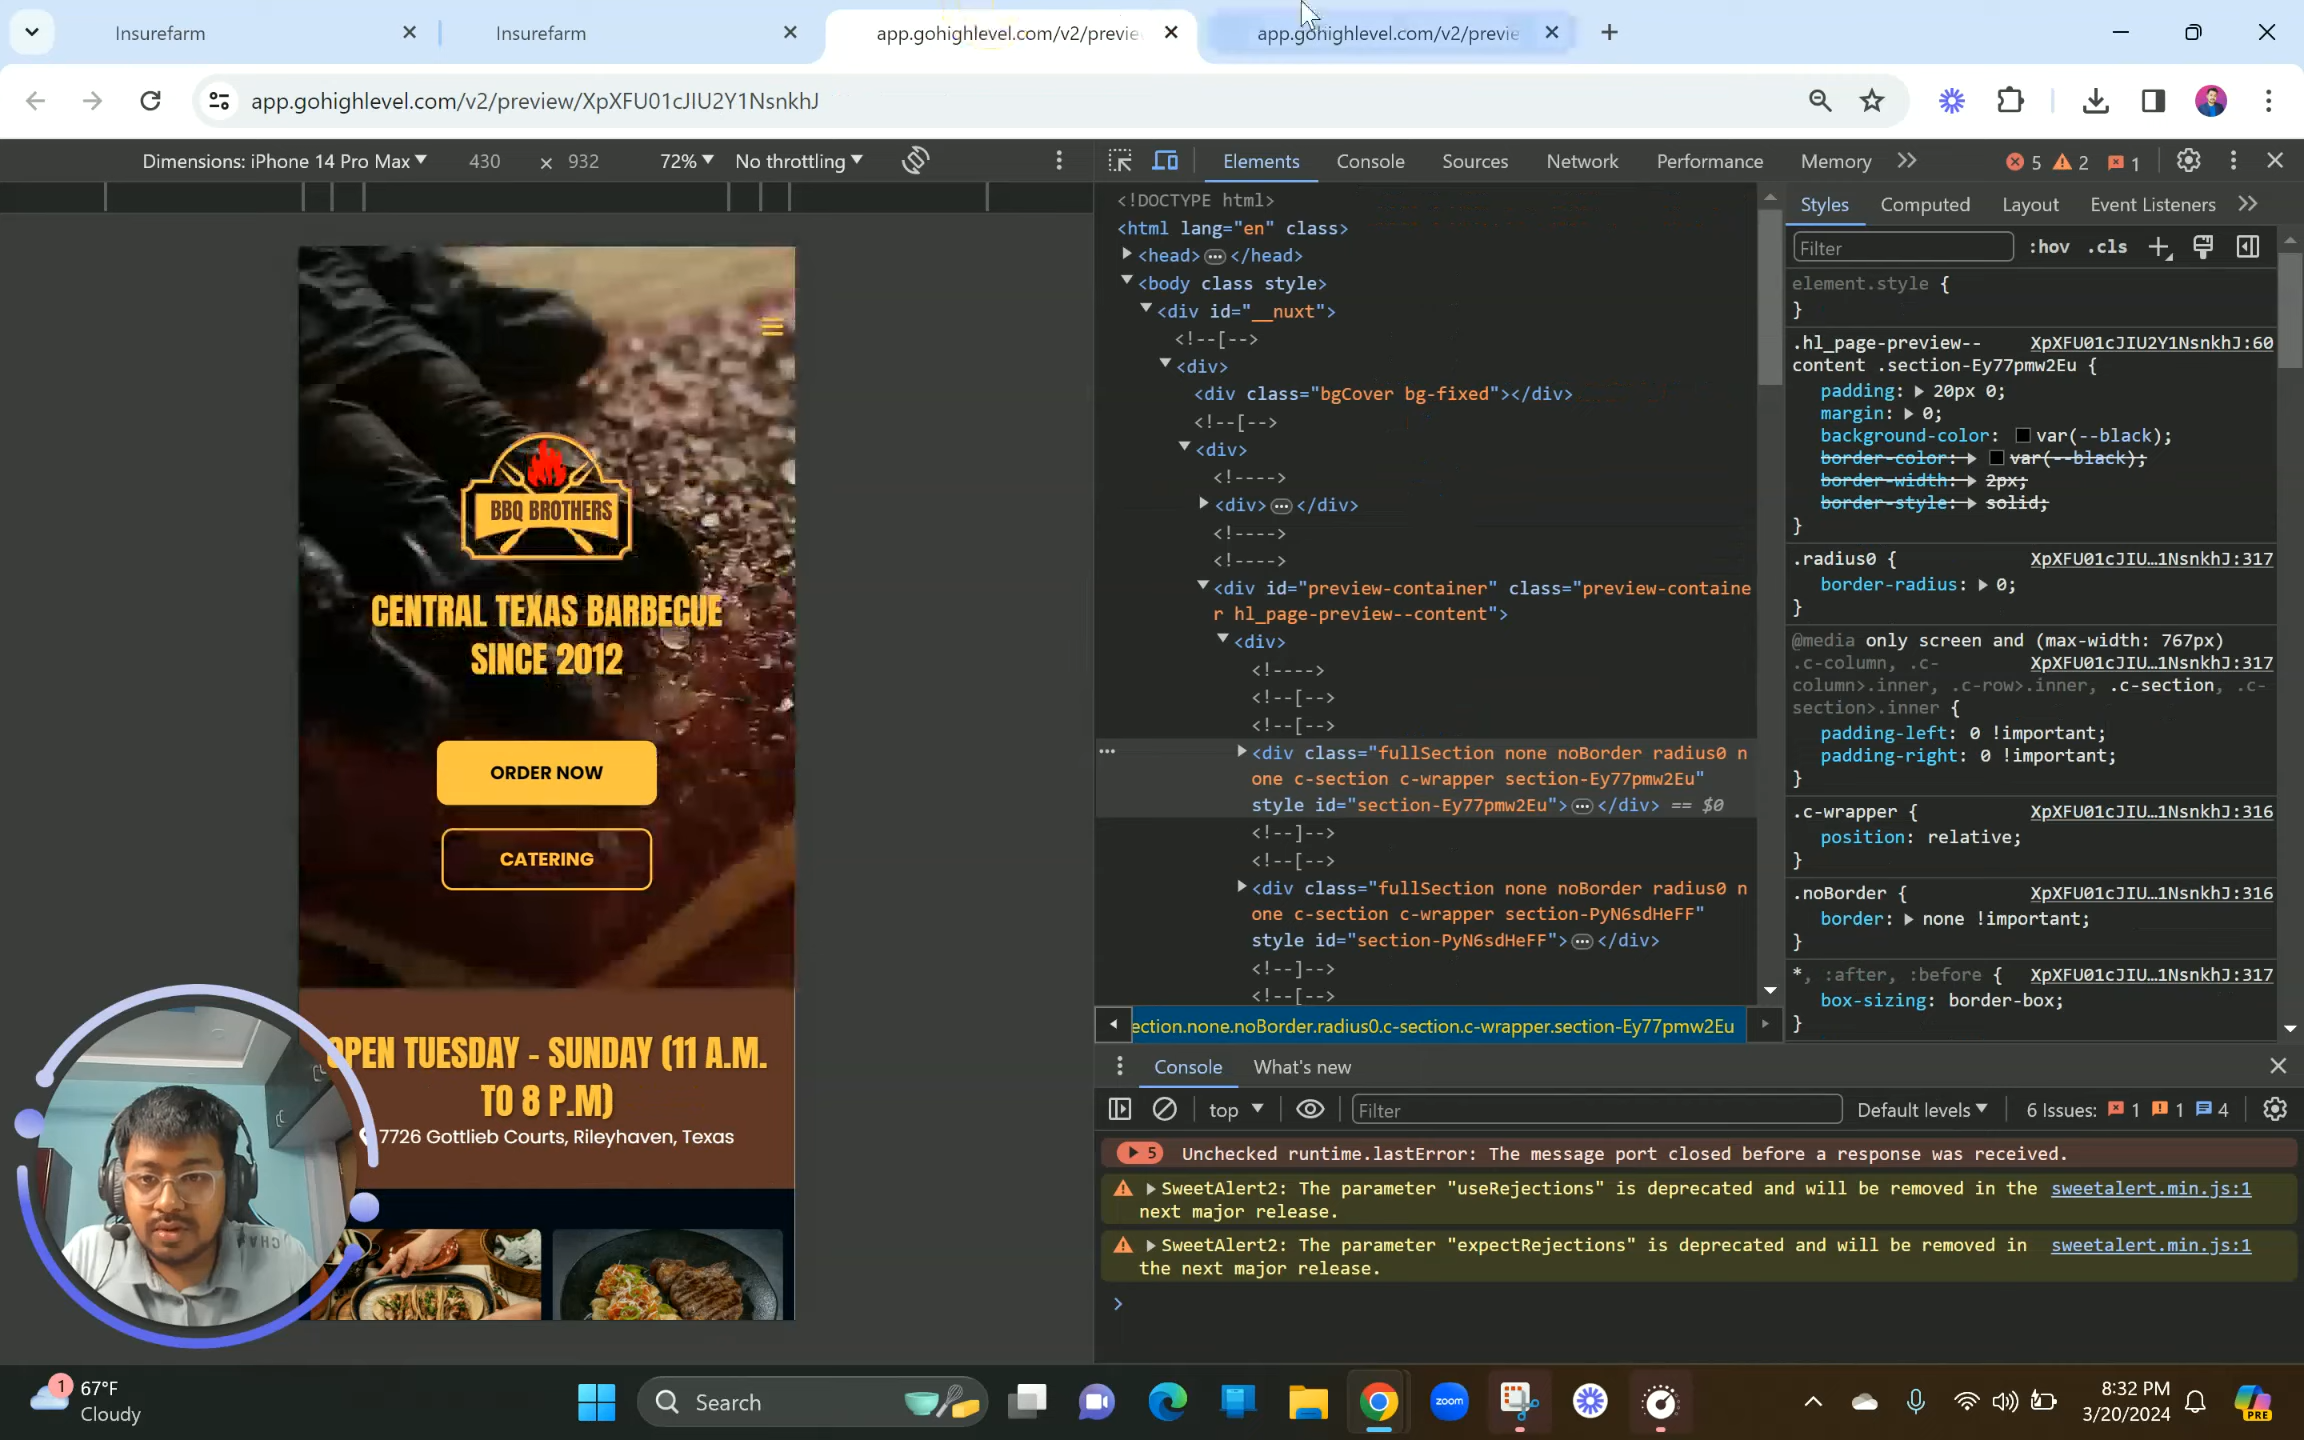 Insurefarm
Insurefarm
app.gohighlevel.com/v2/previe
app.gohighlevel.com/v2/previe
app.gohighlevel.com/v2/preview/XpXFU01cJIU2Y1NsnkhJ
Dimensions: iPhone 14 Pro Max 430 × 932 72% No throttling
Elements Console Sources Network Performance Memory 5 2 1
BBQ BROTHERS
CENTRAL TEXAS BARBECUE
SINCE 2012
ORDER NOW
CATERING
OPEN TUESDAY - SUNDAY (11 A.M.
TO 8 P.M)
7726 Gottlieb Courts, Rileyhaven, Texas
<!DOCTYPE html>
<html lang="en" class>
<head> ••• </head>
<body class style>
<div id="__nuxt">
<!--[-->
<div>
<div class="bgCover bg-fixed"></div>
<!--[-->
<div>
<!---->
<div> ••• </div>
<!---->
<!---->
<div id="preview-container" class="preview-containe
r hl_page-preview--content">
<div>
<!---->
<!--[-->
<!--[-->
••• <div class="fullSection none noBorder radius0 n
one c-section c-wrapper section-Ey77pmw2Eu"
style id="section-Ey77pmw2Eu"> ••• </div> == $0
<!--]-->
<!--[-->
<div class="fullSection none noBorder radius0 n
one c-section c-wrapper section-PyN6sdHeFF"
style id="section-PyN6sdHeFF"> ••• </div>
<!--]-->
<!--[-->
ection.none.noBorder.radius0.c-section.c-wrapper.section-Ey77pmw2Eu
Styles Computed Layout Event Listeners
Filter :hov .cls
element.style {
}
.hl_page-preview-- XpXFU01cJIU2Y1NsnkhJ:60
content .section-Ey77pmw2Eu {
padding: 20px 0;
margin: 0;
background-color: var(--black);
border-color: var(--black);
border-width: 2px;
border-style: solid;
}
.radius0 { XpXFU01cJIU…1NsnkhJ:317
border-radius: 0;
}
@media only screen and (max-width: 767px)
.c-column, .c- XpXFU01cJIU…1NsnkhJ:317
column>.inner, .c-row>.inner, .c-section, .c-
section>.inner {
padding-left: 0 !important;
padding-right: 0 !important;
}
.c-wrapper { XpXFU01cJIU…1NsnkhJ:316
position: relative;
}
.noBorder { XpXFU01cJIU…1NsnkhJ:316
border: none !important;
}
*, :after, :before { XpXFU01cJIU…1NsnkhJ:317
box-sizing: border-box;
}
Console What's new
top Filter Default levels 6 Issues: 1 1 4
5 Unchecked runtime.lastError: The message port closed before a response was received.
SweetAlert2: The parameter "useRejections" is deprecated and will be removed in the sweetalert.min.js:1
next major release.
SweetAlert2: The parameter "expectRejections" is deprecated and will be removed in sweetalert.min.js:1
the next major release.
1 67°F
Cloudy
Search
zoom
8:32 PM
3/20/2024
PRE